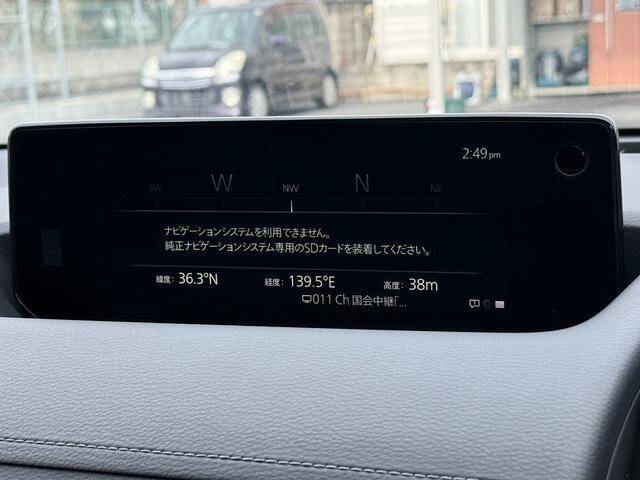 2:49pm
SW W NW N NE
ナビゲーションシステムを利用できません。
純正ナビゲーションシステム専用のSDカードを装着してください。
緯度: 36.3°N 経度: 139.5°E 高度: 38m
011 Ch 国会中継「...